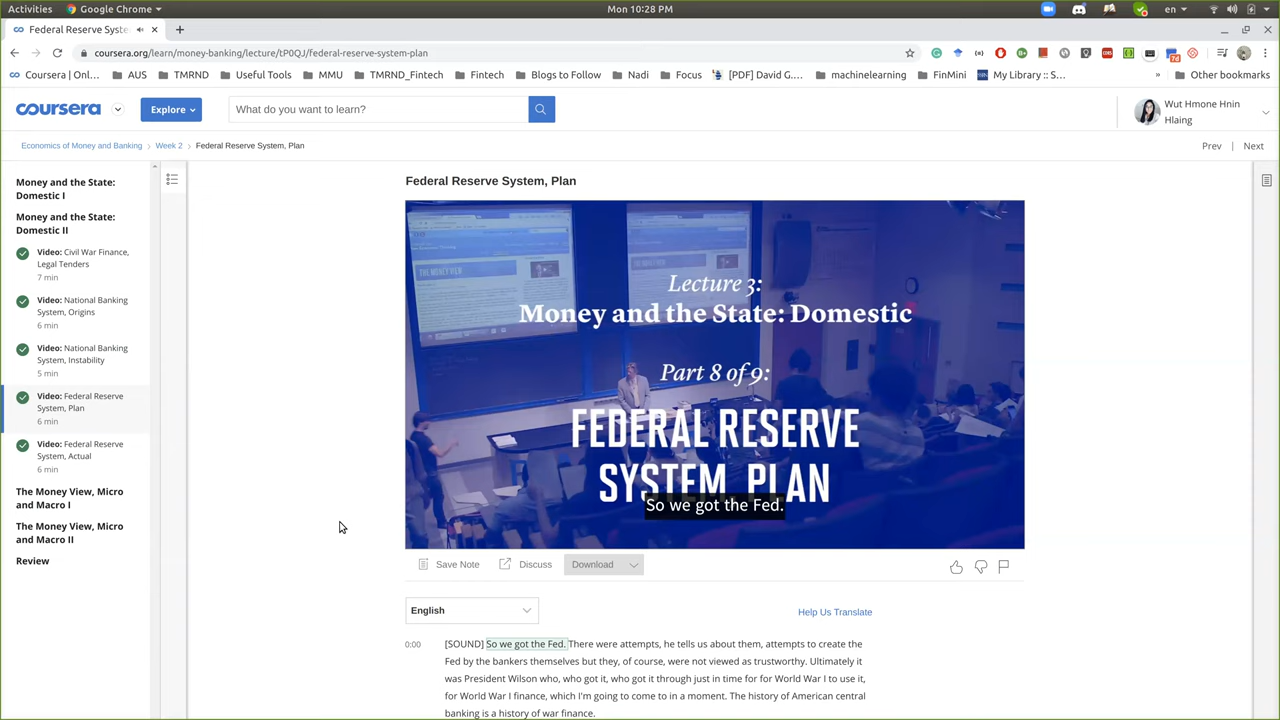 Activities
Google Chrome
Mon 10:28 PM
en
Federal Reserve Syste
coursera.org/learn/money-banking/lecture/tP0QJ/federal-reserve-system-plan
Coursera | Onl...
AUS
TMRND
Useful Tools
MMU
TMRND_Fintech
Fintech
Blogs to Follow
Nadi
Focus
[PDF] David G....
machinelearning
FinMini
My Library :: S...
»
Other bookmarks
coursera
Explore
What do you want to learn?
Wut Hmone Hnin
Hlaing
Economics of Money and Banking
Week 2
Federal Reserve System, Plan
Prev
Next
Money and the State:
Domestic I
Money and the State:
Domestic II
Video: Civil War Finance,
Legal Tenders
7 min
Video: National Banking
System, Origins
6 min
Video: National Banking
System, Instability
5 min
Video: Federal Reserve
System, Plan
6 min
Video: Federal Reserve
System, Actual
6 min
The Money View, Micro
and Macro I
The Money View, Micro
and Macro II
Review
Federal Reserve System, Plan
THE MONEY VIEW
Lecture 3:
Money and the State: Domestic
Part 8 of 9:
FEDERAL RESERVE
SYSTEM, PLAN
So we got the Fed.
Save Note
Discuss
Download
English
Help Us Translate
0:00
[SOUND] So we got the Fed. There were attempts, he tells us about them, attempts to create the
Fed by the bankers themselves but they, of course, were not viewed as trustworthy. Ultimately it
was President Wilson who, who got it, who got it through just in time for for World War I to use it,
for World War I finance, which I'm going to come to in a moment. The history of American central
banking is a history of war finance.